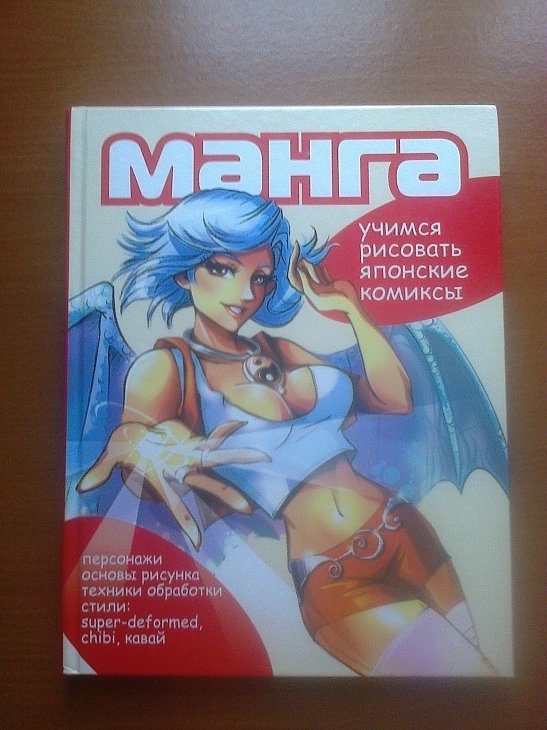 манга
учимся
рисовать
японские
комиксы
персонажи
основы рисунка
техники обработки
стили:
super-deformed,
chibi, кавай